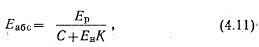 Eабс = Eр / C+EнK , (4.11)